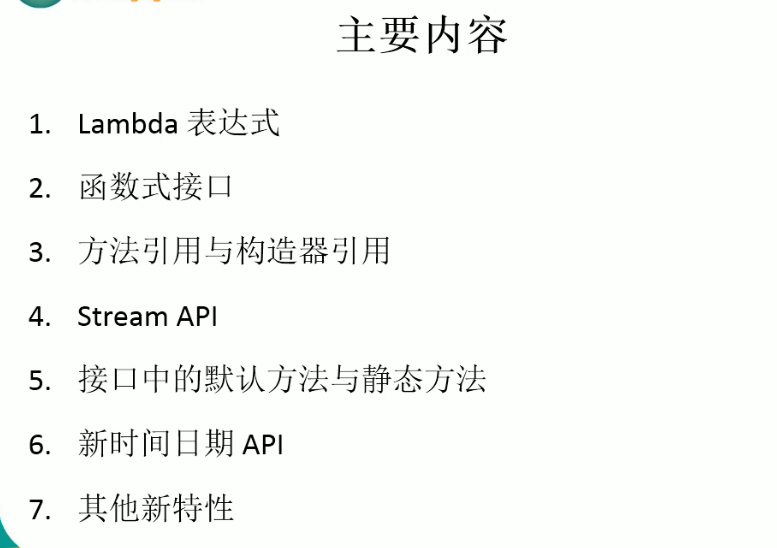 主要内容
1. Lambda 表达式
2. 函数式接口
3. 方法引用与构造器引用
4. Stream API
5. 接口中的默认方法与静态方法
6. 新时间日期 API
7. 其他新特性